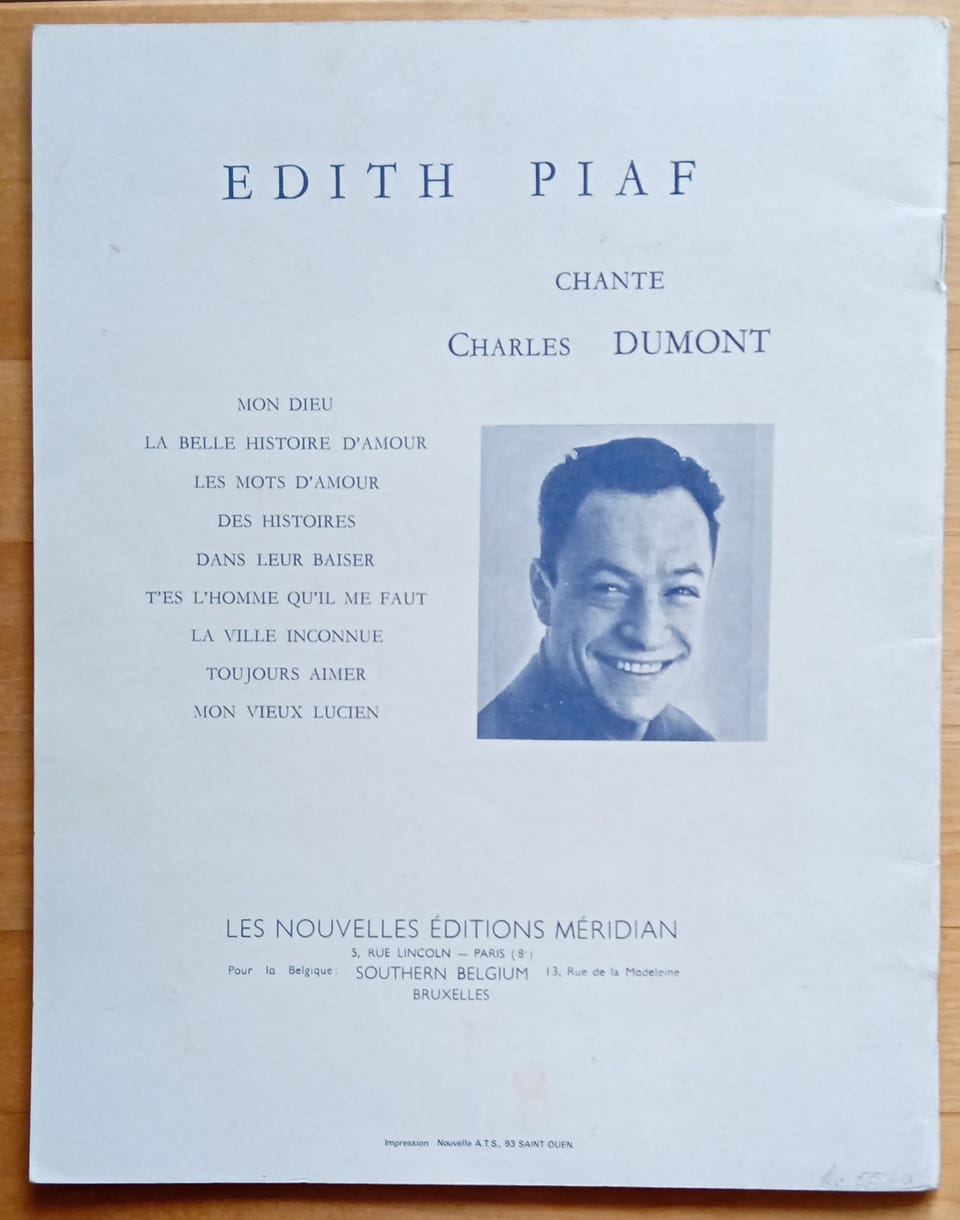 EDITH PIAF
CHANTE
CHARLES DUMONT
MON DIEU
LA BELLE HISTOIRE D'AMOUR
LES MOTS D'AMOUR
DES HISTOIRES
DANS LEUR BAISER
T'ES L'HOMME QU'IL ME FAUT
LA VILLE INCONNUE
TOUJOURS AIMER
MON VIEUX LUCIEN
LES NOUVELLES ÉDITIONS MÉRIDIAN
5, RUE LINCOLN — PARIS (8e)
Pour la Belgique: SOUTHERN BELGIUM 13, Rue de la Madeleine
BRUXELLES
Impression Nouvelle A.T.S., 93 SAINT OUEN.